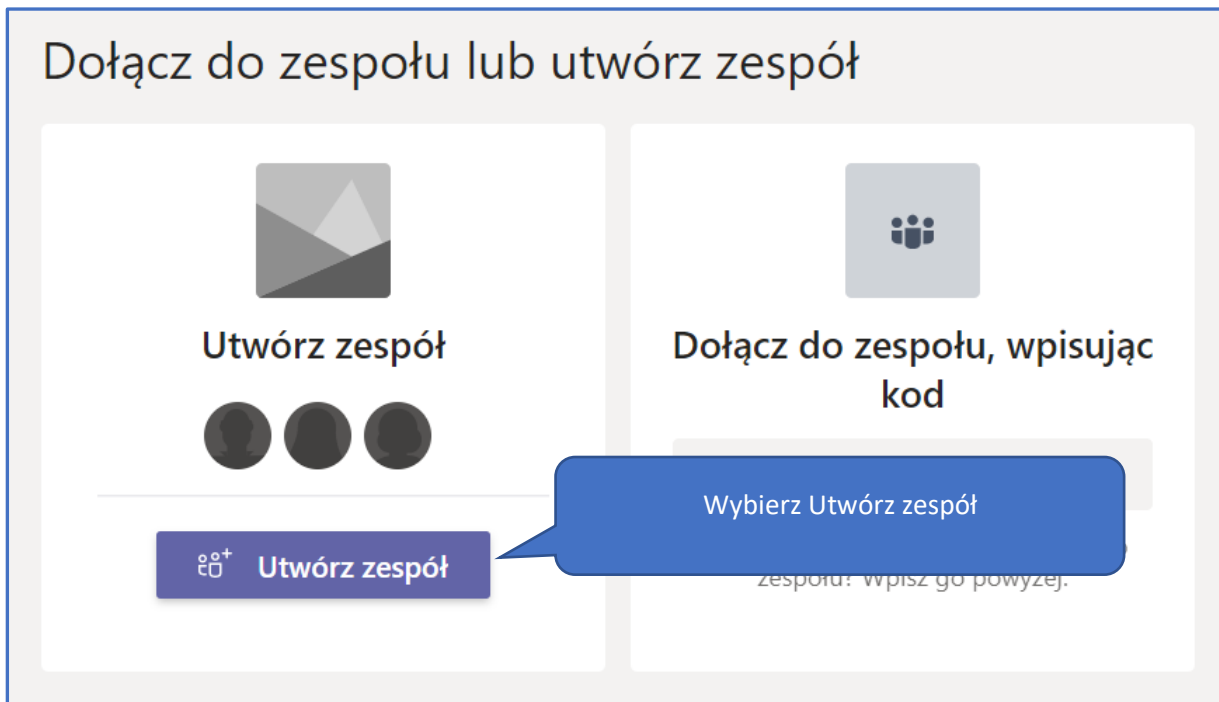 Dołącz do zespołu lub utwórz zespół
Utwórz zespół
Utwórz zespół
Dołącz do zespołu, wpisując
kod
Wybierz Utwórz zespół
zespołu? Wpisz go powyżej.